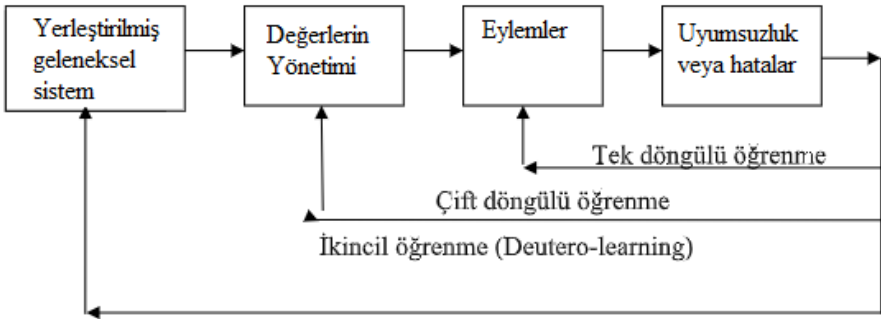 Yerleştirilmiş
geleneksel
sistem
Değerlerin
Yönetimi
Eylemler
Uyumsuzluk
veya hatalar
Tek döngülü öğrenme
Çift döngülü öğrenme
İkincil öğrenme (Deutero-learning)